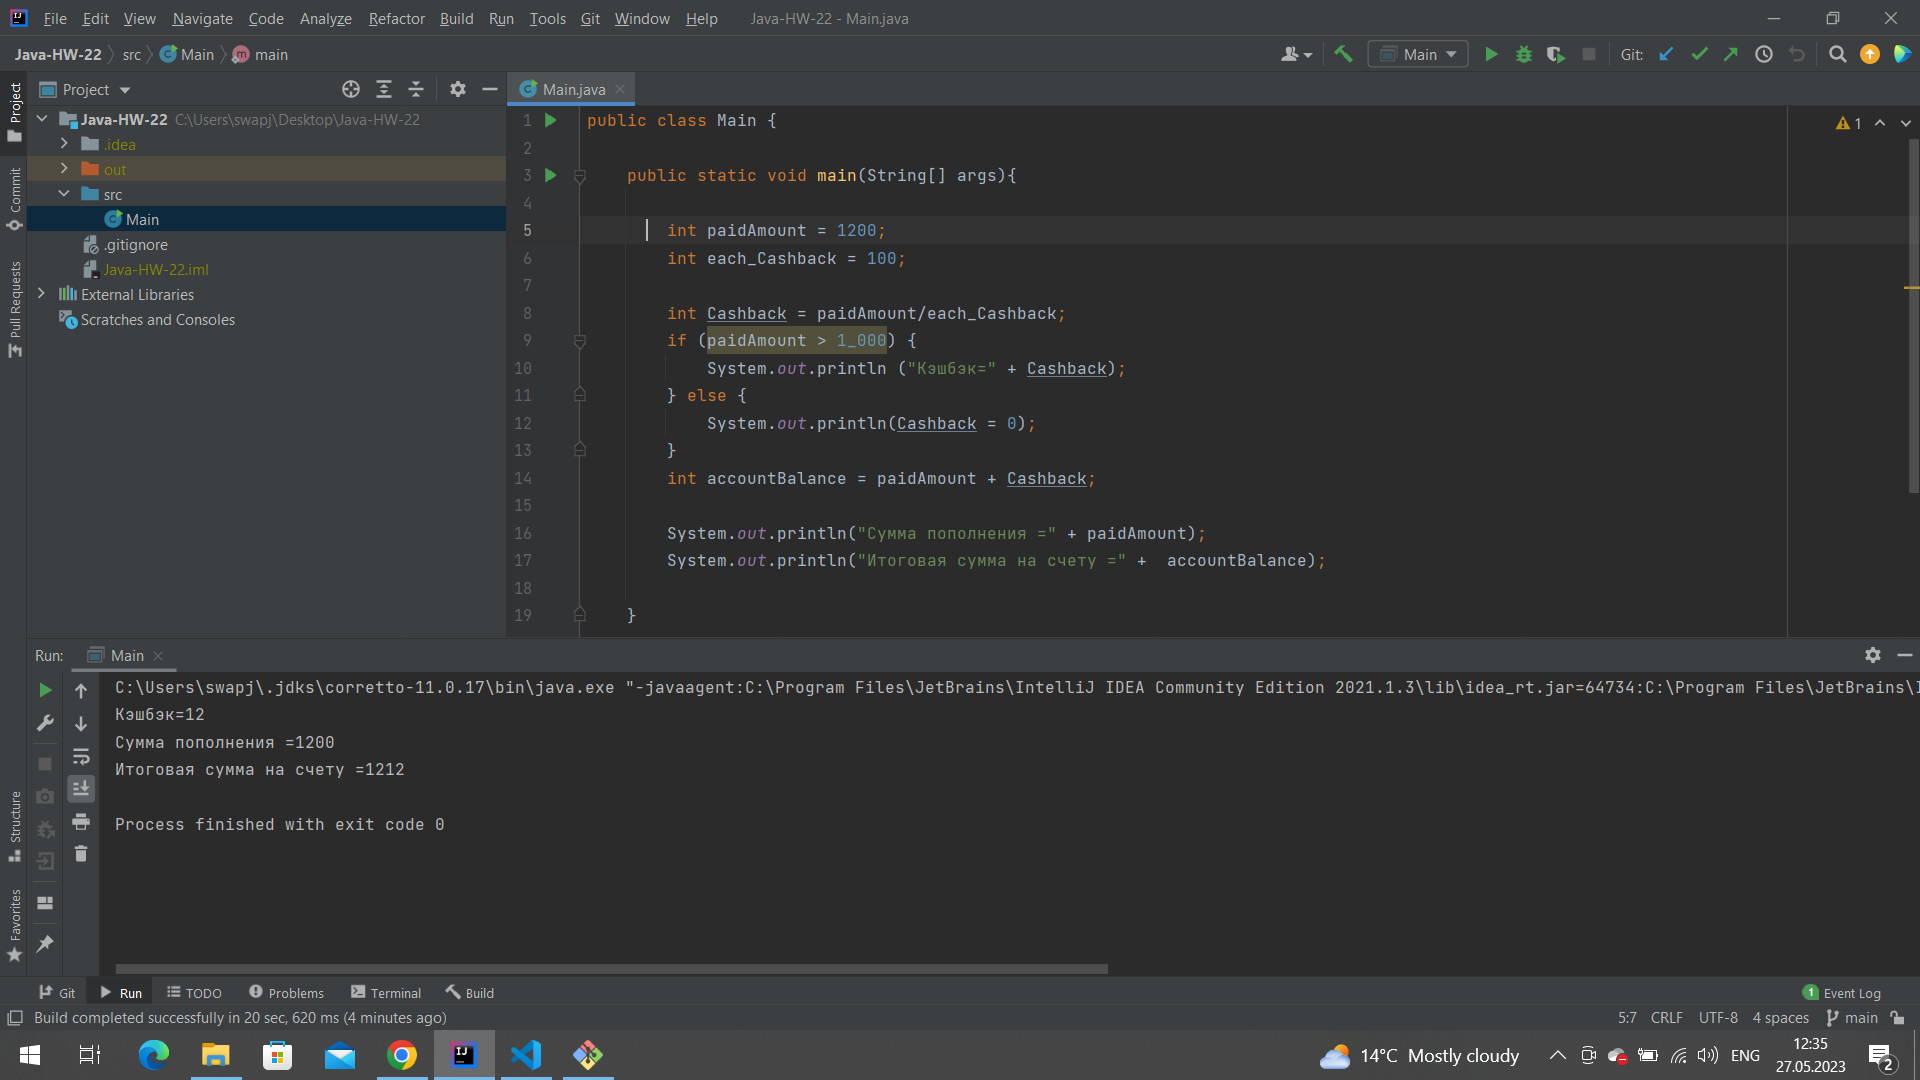 File Edit View Navigate Code Analyze Refactor Build Run Tools Git Window Help Java-HW-22 - Main.java
Java-HW-22 src Main main Main Git:
Project
Main.java
Java-HW-22 C:\Users\swapj\Desktop\Java-HW-22
.idea
out
src
Main
.gitignore
Java-HW-22.iml
External Libraries
Scratches and Consoles
Project
Commit
Pull Requests
Structure
Favorites
1
1 public class Main {
2
3 public static void main(String[] args){
4
5 int paidAmount = 1200;
6 int each_Cashback = 100;
7
8 int Cashback = paidAmount/each_Cashback;
9 if (paidAmount > 1_000) {
10 System.out.println ("Кэшбэк=" + Cashback);
11 } else {
12 System.out.println(Cashback = 0);
13 }
14 int accountBalance = paidAmount + Cashback;
15
16 System.out.println("Сумма пополнения =" + paidAmount);
17 System.out.println("Итоговая сумма на счету =" +  accountBalance);
18
19 }
Run: Main
C:\Users\swapj\.jdks\corretto-11.0.17\bin\java.exe "-javaagent:C:\Program Files\JetBrains\IntelliJ IDEA Community Edition 2021.1.3\lib\idea_rt.jar=64734:C:\Program Files\JetBrains\I
Кэшбэк=12
Сумма пополнения =1200
Итоговая сумма на счету =1212
Process finished with exit code 0
Git Run TODO Problems Terminal Build 1 Event Log
Build completed successfully in 20 sec, 620 ms (4 minutes ago) 5:7 CRLF UTF-8 4 spaces main
14°C Mostly cloudy ENG 12:35
27.05.2023
2